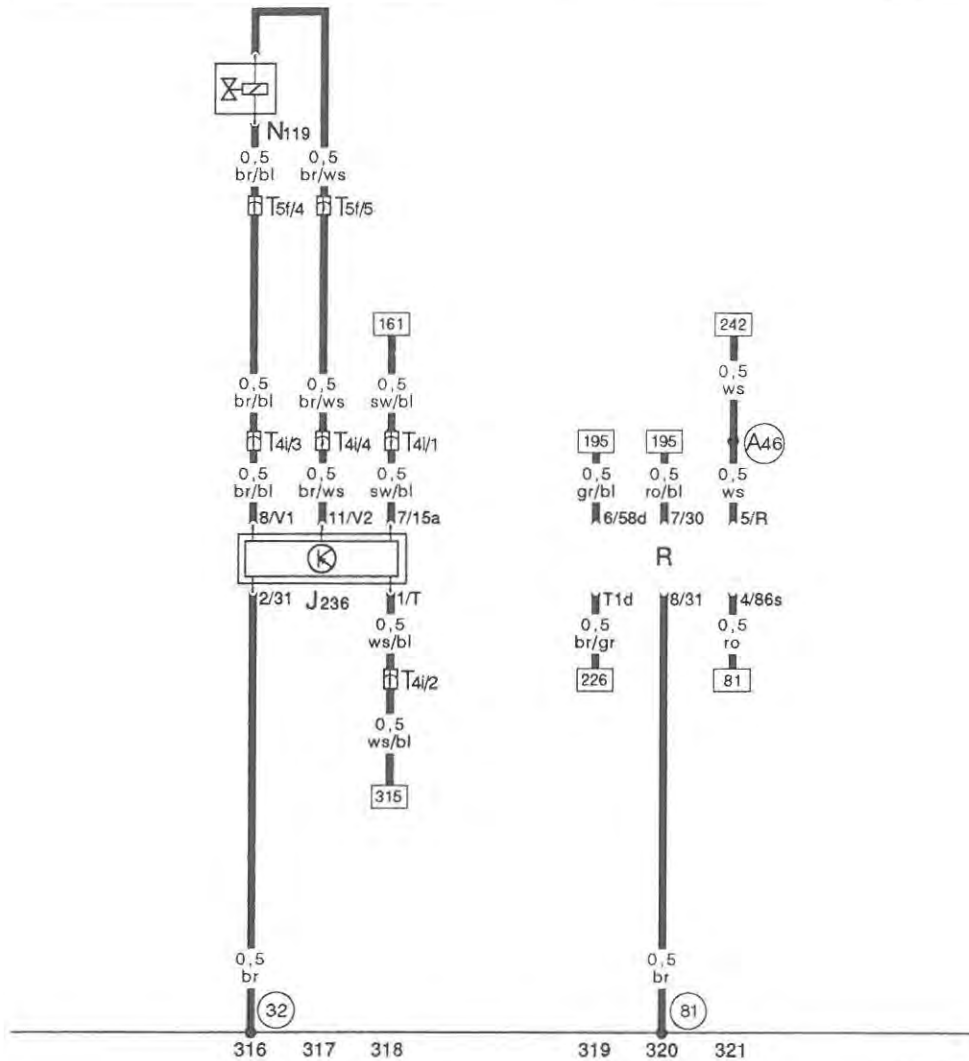 N119
0,5 0,5
br/bl br/ws
T5f/4 T5f/5
161 242
0,5 0,5 0,5 0,5
br/bl br/ws sw/bl ws
T4i/3 T4i/4 T4i/1 195 195 A46
0,5 0,5 0,5 0,5 0,5 0,5
br/bl br/ws sw/bl gr/bl ro/bl ws
8/V1 11/V2 7/15a 6/58d 7/30 5/R
R
2/31 J236 1/T T1d 8/31 4/86s
0,5 0,5 0,5
ws/bl br/gr ro
T4i/2 226 81
0,5
ws/bl
315
0,5 0,5
br br
32 81
316 317 318 319 320 321